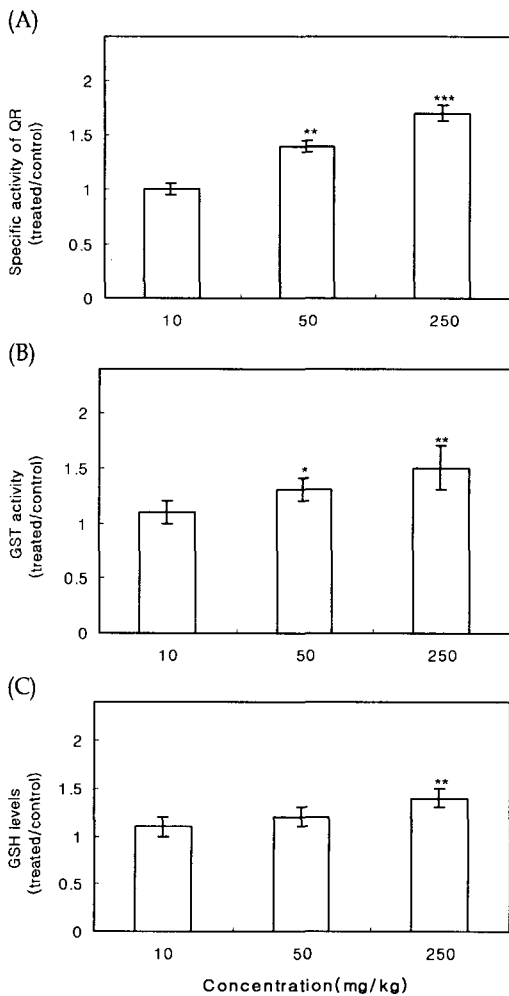 (A)
Specific activity of QR
(treated/control)
2
1.5
1
0.5
0
**
***
10 50 250
(B)
GST activity
(treated/control)
2
1.5
1
0.5
0
*
**
10 50 250
(C)
GSH levels
(treated/control)
2
1.5
1
0.5
0
**
10 50 250
Concentration(mg/kg)